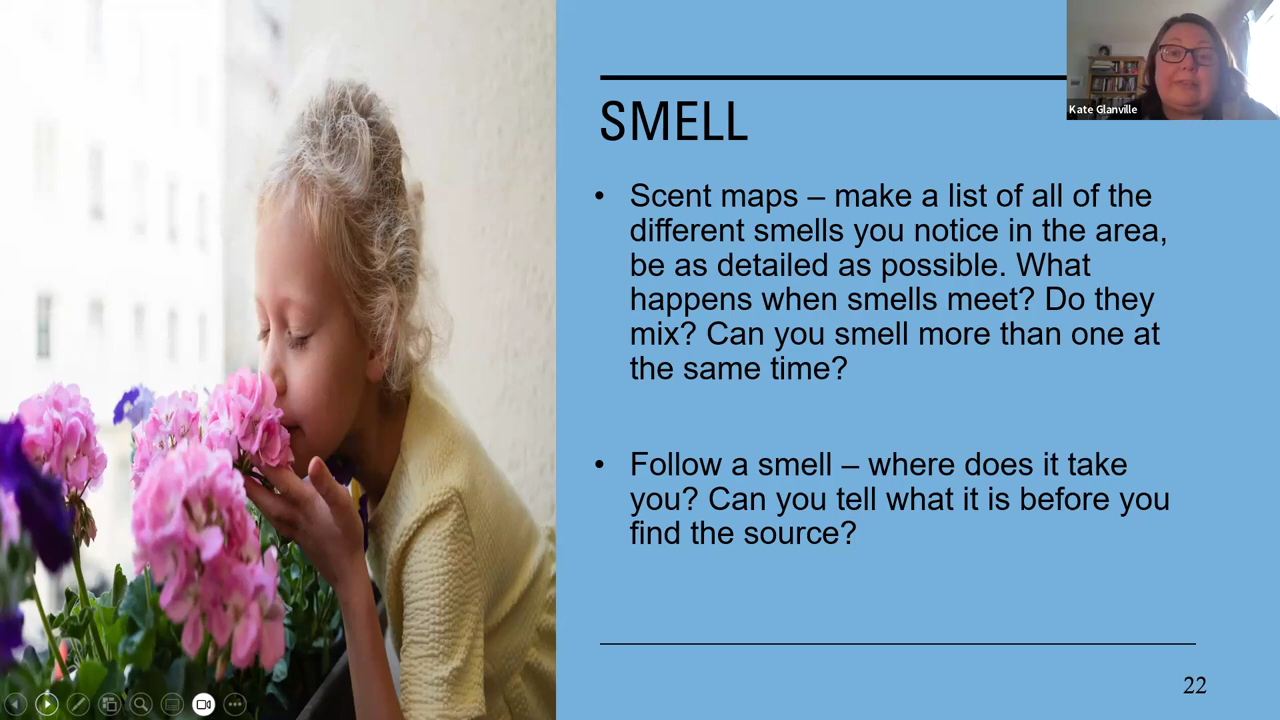 Kate Glanville
SMELL
• Scent maps – make a list of all of the
different smells you notice in the area,
be as detailed as possible. What
happens when smells meet? Do they
mix? Can you smell more than one at
the same time?
• Follow a smell – where does it take
you? Can you tell what it is before you
find the source?
22